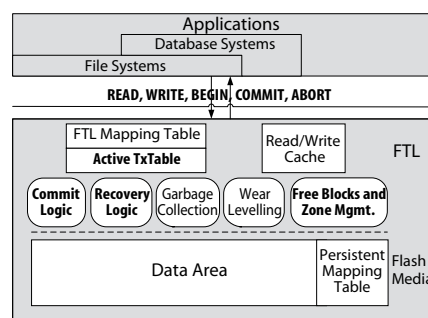 Applications
Database Systems
File Systems
READ, WRITE, BEGIN, COMMIT, ABORT
FTL Mapping Table
Active TxTable
Read/Write
Cache
FTL
Commit
Logic
Recovery
Logic
Garbage
Collection
Wear
Levelling
Free Blocks and
Zone Mgmt.
Data Area
Persistent
Mapping
Table
Flash
Media